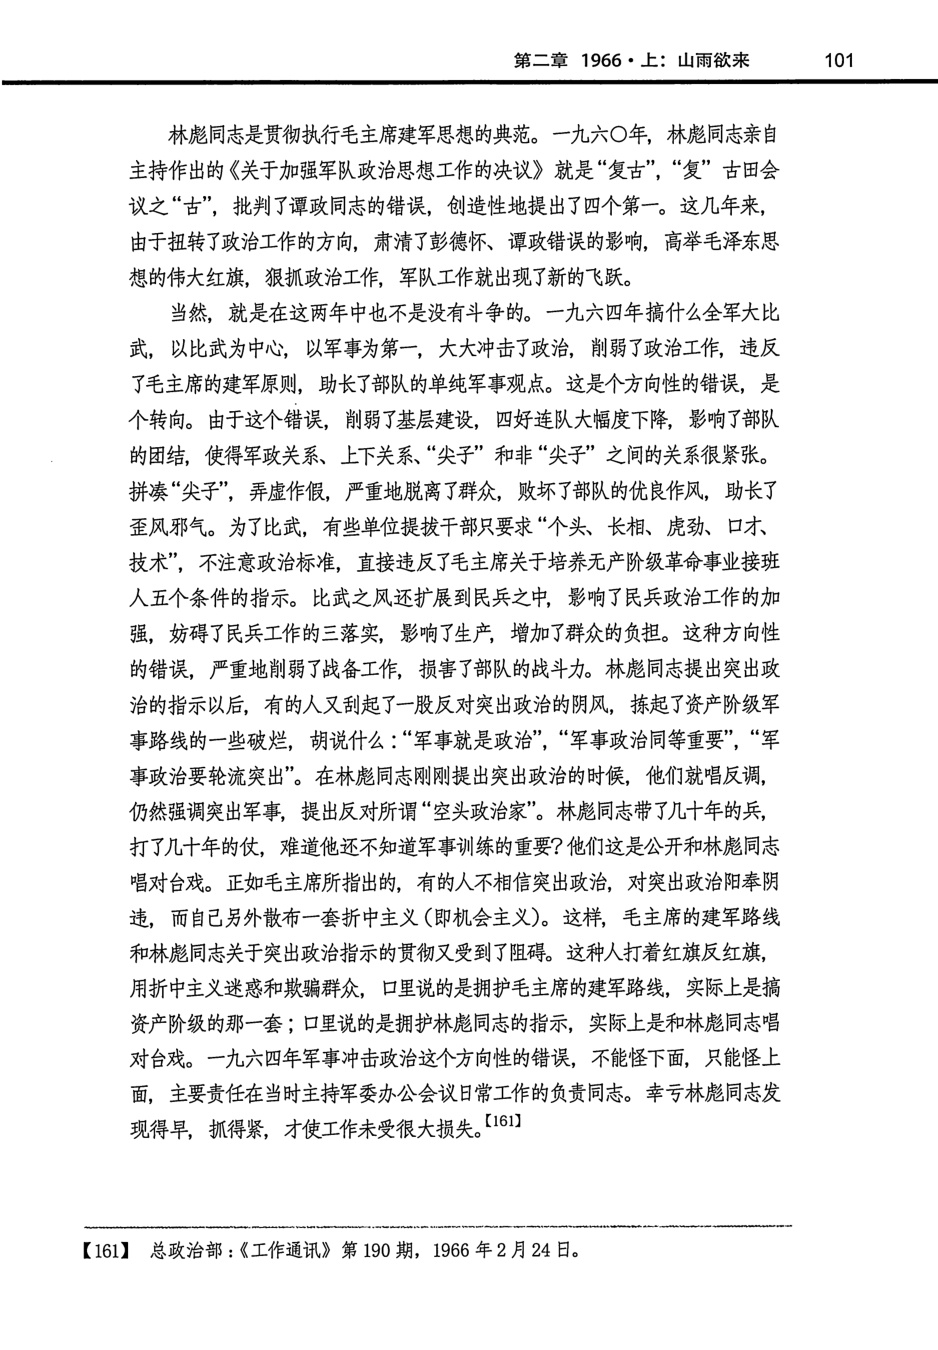 第二章 1966·上：山雨欲来 101
林彪同志是贯彻执行毛主席建军思想的典范。一九六〇年，林彪同志亲自
主持作出的《关于加强军队政治思想工作的决议》就是“复古”，“复”古田会
议之“古”，批判了谭政同志的错误，创造性地提出了四个第一。这几年来，
由于扭转了政治工作的方向，肃清了彭德怀、谭政错误的影响，高举毛泽东思
想的伟大红旗，狠抓政治工作，军队工作就出现了新的飞跃。
当然，就是在这两年中也不是没有斗争的。一九六四年搞什么全军大比
武，以比武为中心，以军事为第一，大大冲击了政治，削弱了政治工作，违反
了毛主席的建军原则，助长了部队的单纯军事观点。这是个方向性的错误，是
个转向。由于这个错误，削弱了基层建设，四好连队大幅度下降，影响了部队
的团结，使得军政关系、上下关系、“尖子”和非“尖子”之间的关系很紧张。
拼凑“尖子”，弄虚作假，严重地脱离了群众，败坏了部队的优良作风，助长了
歪风邪气。为了比武，有些单位提拔干部只要求“个头、长相、虎劲、口才、
技术”，不注意政治标准，直接违反了毛主席关于培养无产阶级革命事业接班
人五个条件的指示。比武之风还扩展到民兵之中，影响了民兵政治工作的加
强，妨碍了民兵工作的三落实，影响了生产，增加了群众的负担。这种方向性
的错误，严重地削弱了战备工作，损害了部队的战斗力。林彪同志提出突出政
治的指示以后，有的人又刮起了一股反对突出政治的阴风，拣起了资产阶级军
事路线的一些破烂，胡说什么：“军事就是政治”，“军事政治同等重要”，“军
事政治要轮流突出”。在林彪同志刚刚提出突出政治的时候，他们就唱反调，
仍然强调突出军事，提出反对所谓“空头政治家”。林彪同志带了几十年的兵，
打了几十年的仗，难道他还不知道军事训练的重要？他们这是公开和林彪同志
唱对台戏。正如毛主席所指出的，有的人不相信突出政治，对突出政治阳奉阴
违，而自己另外散布一套折中主义（即机会主义）。这样，毛主席的建军路线
和林彪同志关于突出政治指示的贯彻又受到了阻碍。这种人打着红旗反红旗，
用折中主义迷惑和欺骗群众，口里说的是拥护毛主席的建军路线，实际上是搞
资产阶级的那一套；口里说的是拥护林彪同志的指示，实际上是和林彪同志唱
对台戏。一九六四年军事冲击政治这个方向性的错误，不能怪下面，只能怪上
面，主要责任在当时主持军委办公会议日常工作的负责同志。幸亏林彪同志发
现得早，抓得紧，才使工作未受很大损失。【161】
【161】 总政治部：《工作通讯》第 190 期，1966 年 2 月 24 日。